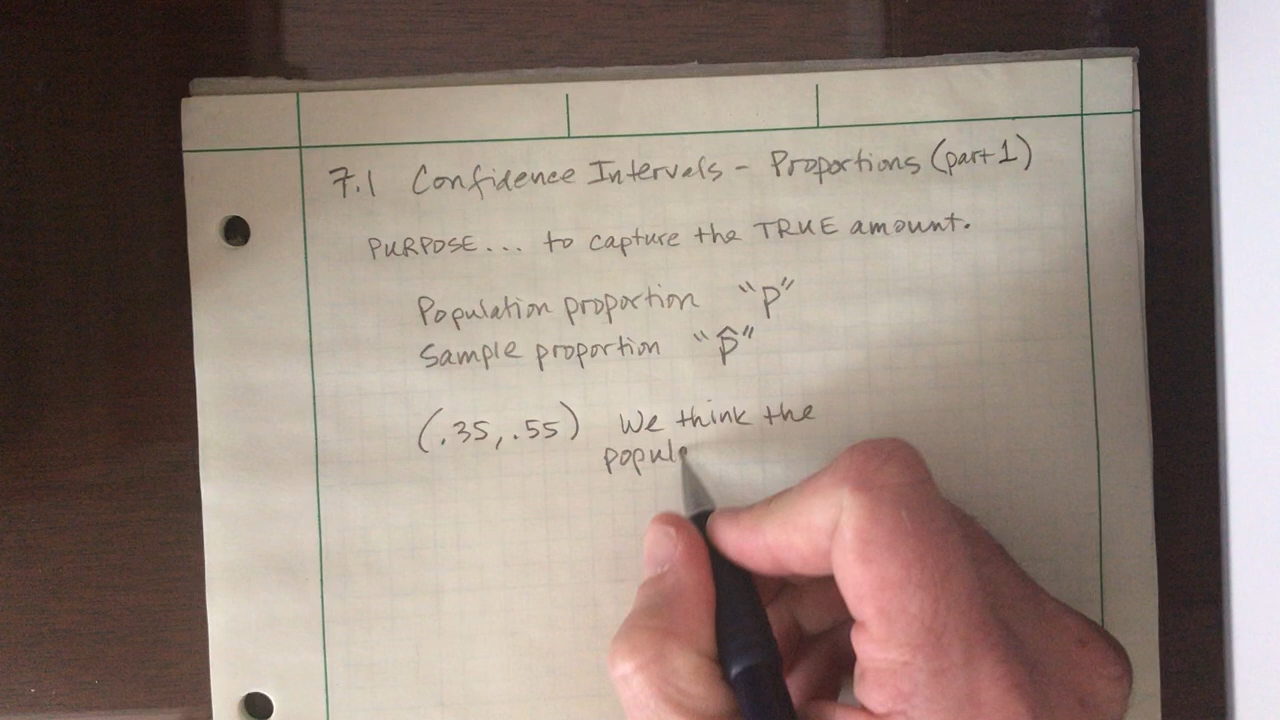 7.1 Confidence Intervals - Proportions (part 1)
PURPOSE... to capture the TRUE amount.
Population proportion "p"
Sample proportion "p̂"
(.35, .55) We think the
popula